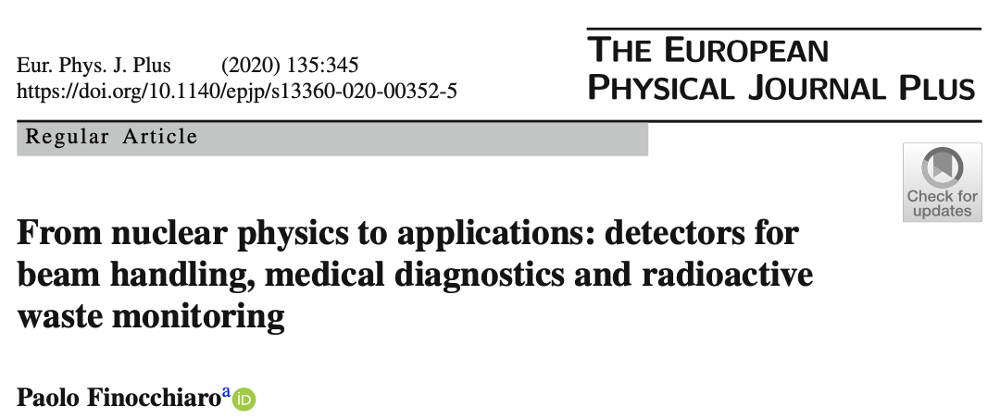 Eur. Phys. J. Plus (2020) 135:345
https://doi.org/10.1140/epjp/s13360-020-00352-5
THE EUROPEAN
PHYSICAL JOURNAL PLUS
Regular Article
Check for
updates
From nuclear physics to applications: detectors for
beam handling, medical diagnostics and radioactive
waste monitoring
Paolo Finocchiaroa iD